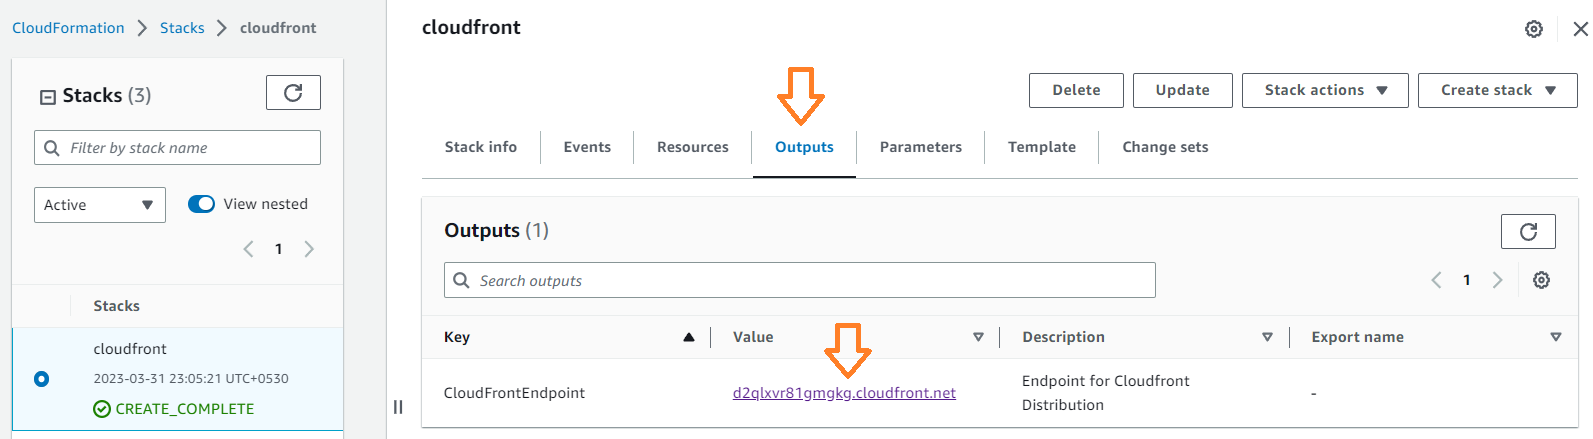 CloudFormation > Stacks > cloudfront
Stacks (3)
Filter by stack name
Active
View nested
1
Stacks
cloudfront
2023-03-31 23:05:21 UTC+0530
CREATE_COMPLETE
cloudfront
Delete
Update
Stack actions
Create stack
Stack info
Events
Resources
Outputs
Parameters
Template
Change sets
Outputs (1)
Search outputs
1
Key
Value
Description
Export name
CloudFrontEndpoint
d2qlxvr81gmgkg.cloudfront.net
Endpoint for Cloudfront
Distribution
-